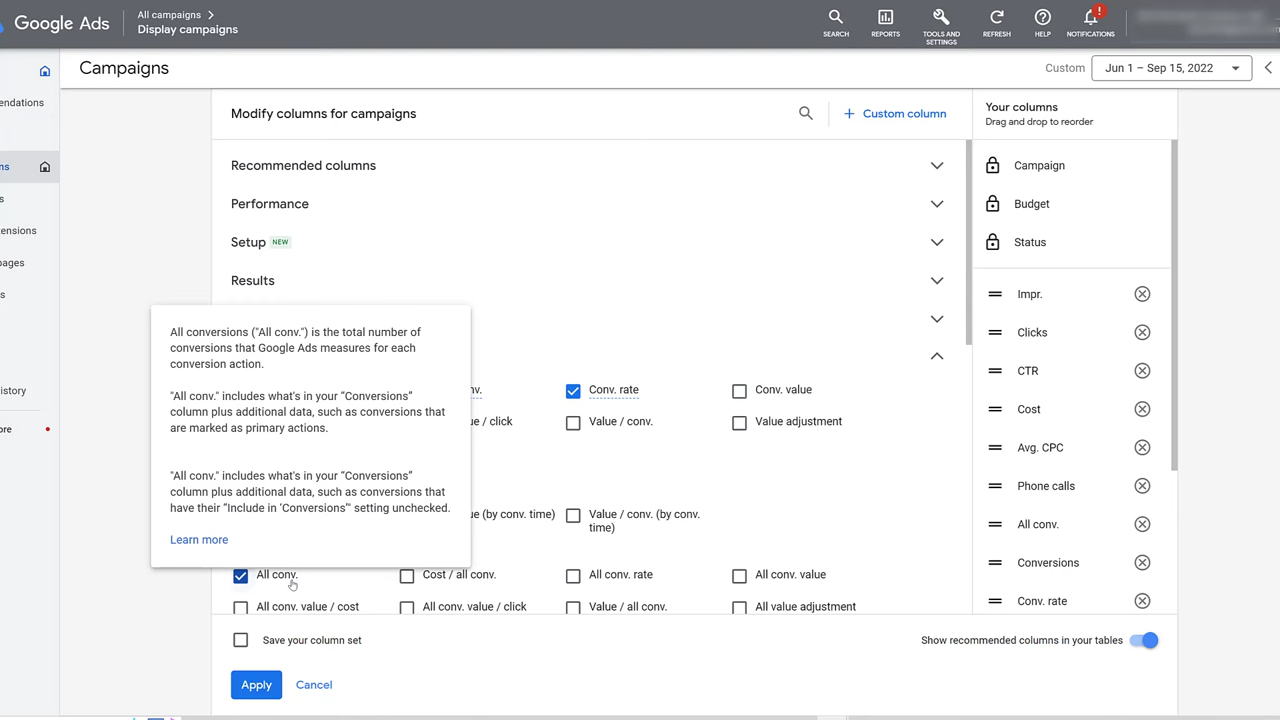 Google Ads
All campaigns
Display campaigns
SEARCH
REPORTS
TOOLS AND
SETTINGS
REFRESH
HELP
!
NOTIFICATIONS
Campaigns
Custom
Jun 1 – Sep 15, 2022
endations
ns
s
ensions
pages
s
istory
ore
Modify columns for campaigns
+ Custom column
Recommended columns
Performance
Setup NEW
Results
All conversions ("All conv.") is the total number of
conversions that Google Ads measures for each
conversion action.
"All conv." includes what's in your “Conversions”
column plus additional data, such as conversions that
are marked as primary actions.
"All conv." includes what's in your “Conversions”
column plus additional data, such as conversions that
have their “Include in 'Conversions'" setting unchecked.
Learn more
nv.
Conv. rate
Conv. value
ue / click
Value / conv.
Value adjustment
ue (by conv. time)
Value / conv. (by conv.
time)
All conv.
Cost / all conv.
All conv. rate
All conv. value
All conv. value / cost
All conv. value / click
Value / all conv.
All value adjustment
Save your column set
Show recommended columns in your tables
Apply
Cancel
Your columns
Drag and drop to reorder
Campaign
Budget
Status
Impr.
Clicks
CTR
Cost
Avg. CPC
Phone calls
All conv.
Conversions
Conv. rate